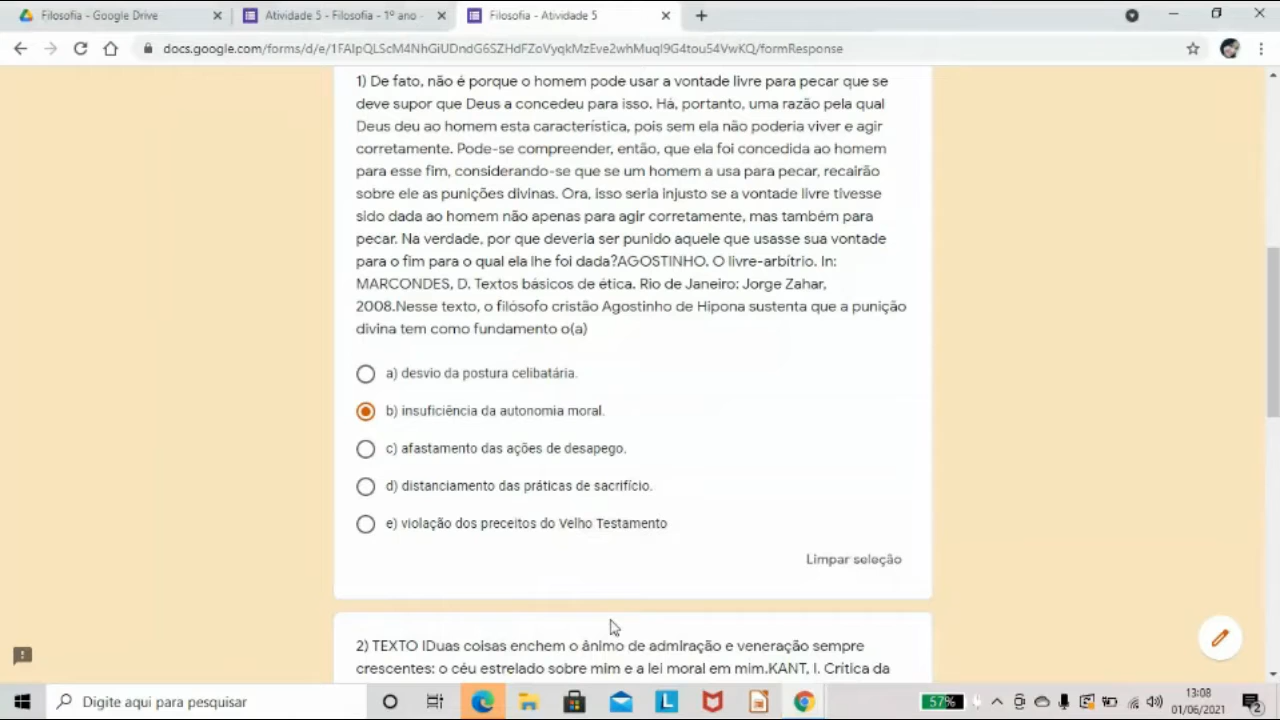 Filosofia - Google Drive
Atividade 5 - Filosofia - 1º ano -
Filosofia - Atividade 5
docs.google.com/forms/d/e/1FAIpQLScM4NhGiUDndG6SZHdFZoVyqkMzEve2whMuql9G4tou54VwKQ/formResponse
1) De fato, não é porque o homem pode usar a vontade livre para pecar que se
deve supor que Deus a concedeu para isso. Há, portanto, uma razão pela qual
Deus deu ao homem esta característica, pois sem ela não poderia viver e agir
corretamente. Pode-se compreender, então, que ela foi concedida ao homem
para esse fim, considerando-se que se um homem a usa para pecar, recairão
sobre ele as punições divinas. Ora, isso seria injusto se a vontade livre tivesse
sido dada ao homem não apenas para agir corretamente, mas também para
pecar. Na verdade, por que deveria ser punido aquele que usasse sua vontade
para o fim para o qual ela lhe foi dada?AGOSTINHO. O livre-arbítrio. In:
MARCONDES, D. Textos básicos de ética. Rio de Janeiro: Jorge Zahar,
2008.Nesse texto, o filósofo cristão Agostinho de Hipona sustenta que a punição
divina tem como fundamento o(a)
a) desvio da postura celibatária.
b) insuficiência da autonomia moral.
c) afastamento das ações de desapego.
d) distanciamento das práticas de sacrifício.
e) violação dos preceitos do Velho Testamento
Limpar seleção
2) TEXTO IDuas coisas enchem o ânimo de admiração e veneração sempre
crescentes: o céu estrelado sobre mim e a lei moral em mim.KANT, I. Crítica da
Digite aqui para pesquisar
57%
13:08
01/06/2021
2